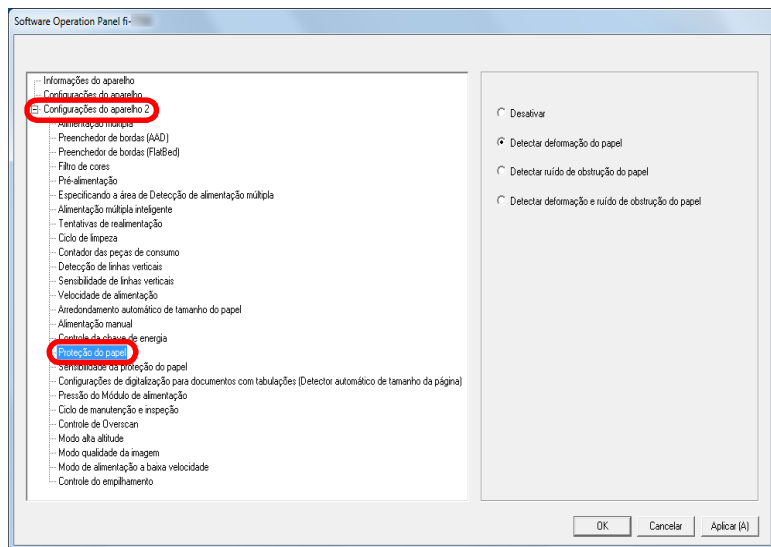 Software Operation Panel fi-
Informações do aparelho
Configurações do aparelho
Configurações do aparelho 2
Alimentação múltipla
Preenchedor de bordas (AAD)
Preenchedor de bordas (FlatBed)
Filtro de cores
Pré-alimentação
Especificando a área de Detecção de alimentação múltipla
Alimentação múltipla inteligente
Tentativas de realimentação
Ciclo de limpeza
Contador das peças de consumo
Detecção de linhas verticais
Sensibilidade de linhas verticais
Velocidade de alimentação
Arredondamento automático de tamanho do papel
Alimentação manual
Controle da chave de energia
Proteção do papel
Sensibilidade da proteção do papel
Configurações de digitalização para documentos com tabulações (Detector automático de tamanho da página)
Pressão do Módulo de alimentação
Ciclo de manutenção e inspeção
Controle de Overscan
Modo alta altitude
Modo qualidade da imagem
Modo de alimentação a baixa velocidade
Controle do empilhamento
Desativar
Detectar deformação do papel
Detectar ruído de obstrução do papel
Detectar deformação e ruído de obstrução do papel
OK Cancelar Aplicar (A)